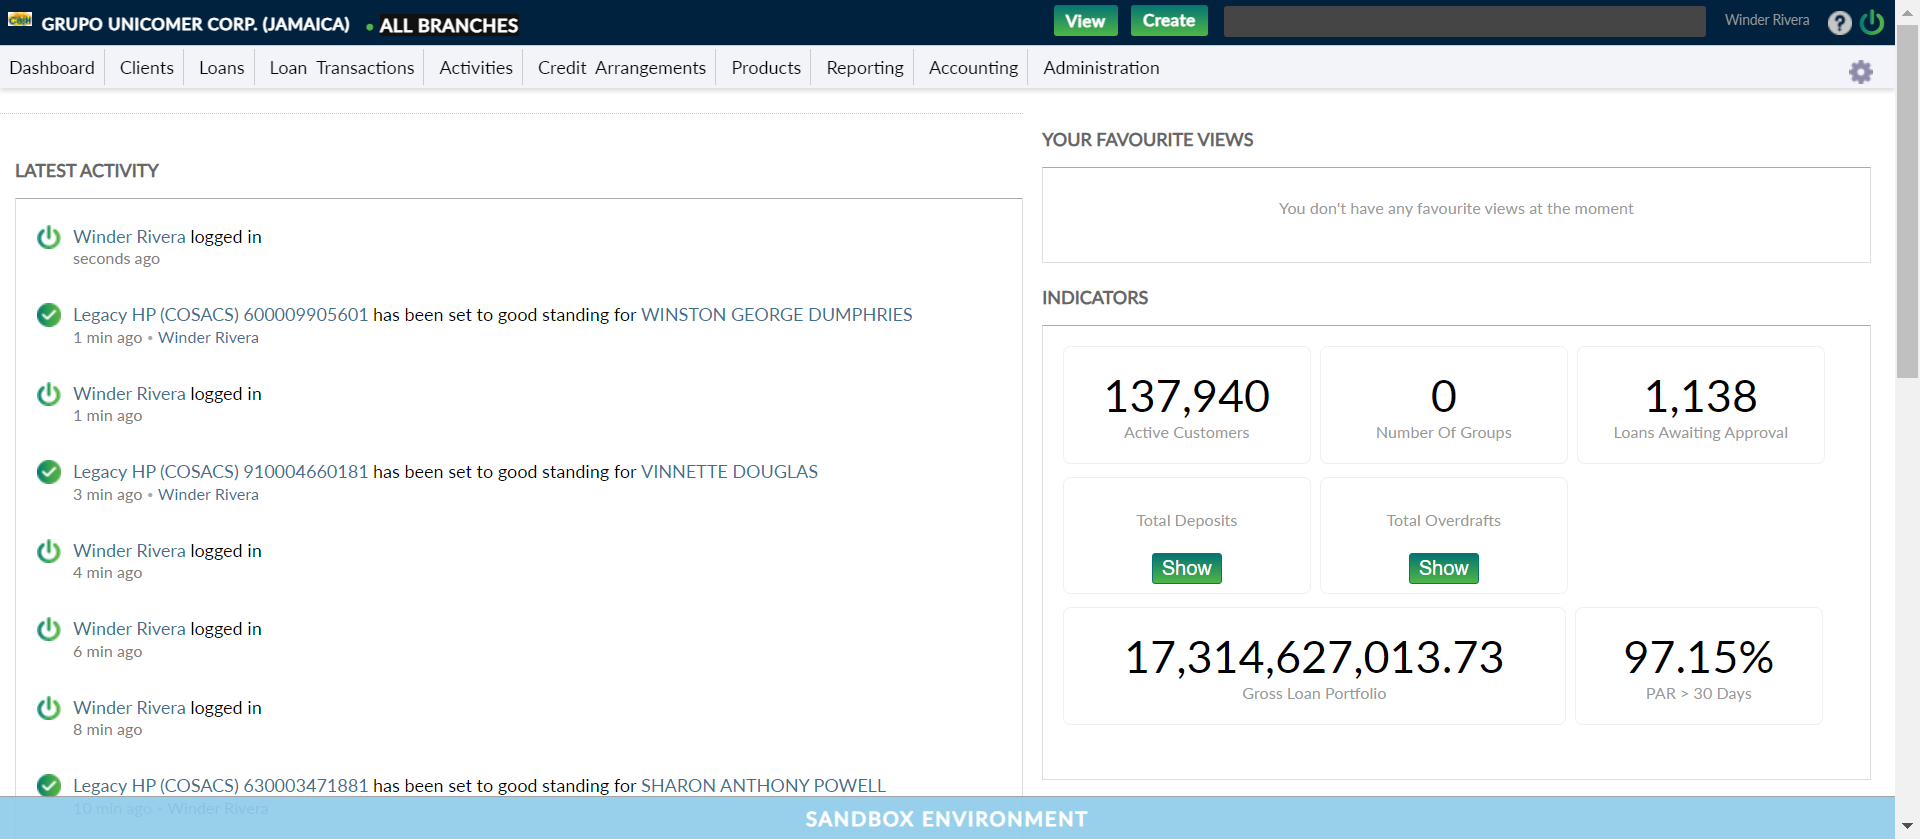 Cash
GRUPO UNICOMER CORP. (JAMAICA) • ALL BRANCHES
View
Create
Winder Rivera
?
Dashboard
Clients
Loans
Loan Transactions
Activities
Credit Arrangements
Products
Reporting
Accounting
Administration
LATEST ACTIVITY
Winder Rivera logged in
seconds ago
Legacy HP (COSACS) 600009905601 has been set to good standing for WINSTON GEORGE DUMPHRIES
1 min ago • Winder Rivera
Winder Rivera logged in
1 min ago
Legacy HP (COSACS) 910004660181 has been set to good standing for VINNETTE DOUGLAS
3 min ago • Winder Rivera
Winder Rivera logged in
4 min ago
Winder Rivera logged in
6 min ago
Winder Rivera logged in
8 min ago
Legacy HP (COSACS) 630003471881 has been set to good standing for SHARON ANTHONY POWELL
10 min ago • Winder Rivera
YOUR FAVOURITE VIEWS
You don't have any favourite views at the moment
INDICATORS
137,940
Active Customers
0
Number Of Groups
1,138
Loans Awaiting Approval
Total Deposits
Show
Total Overdrafts
Show
17,314,627,013.73
Gross Loan Portfolio
97.15%
PAR > 30 Days
SANDBOX ENVIRONMENT